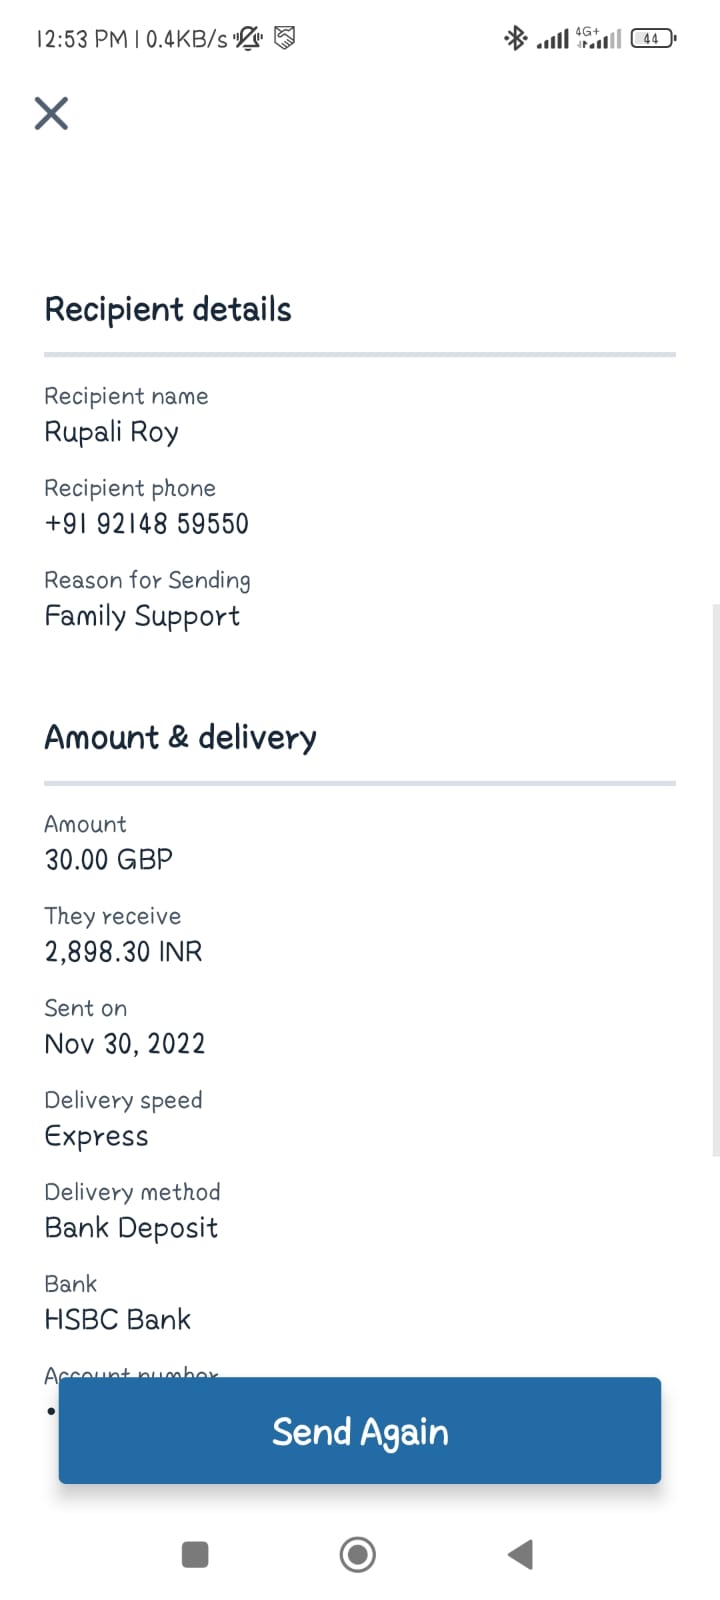 12:53 PM | 0.4KB/s
4G+
44
Recipient details
Recipient name
Rupali Roy
Recipient phone
+91 92148 59550
Reason for Sending
Family Support
Amount & delivery
Amount
30.00 GBP
They receive
2,898.30 INR
Sent on
Nov 30, 2022
Delivery speed
Express
Delivery method
Bank Deposit
Bank
HSBC Bank
Account number
Send Again